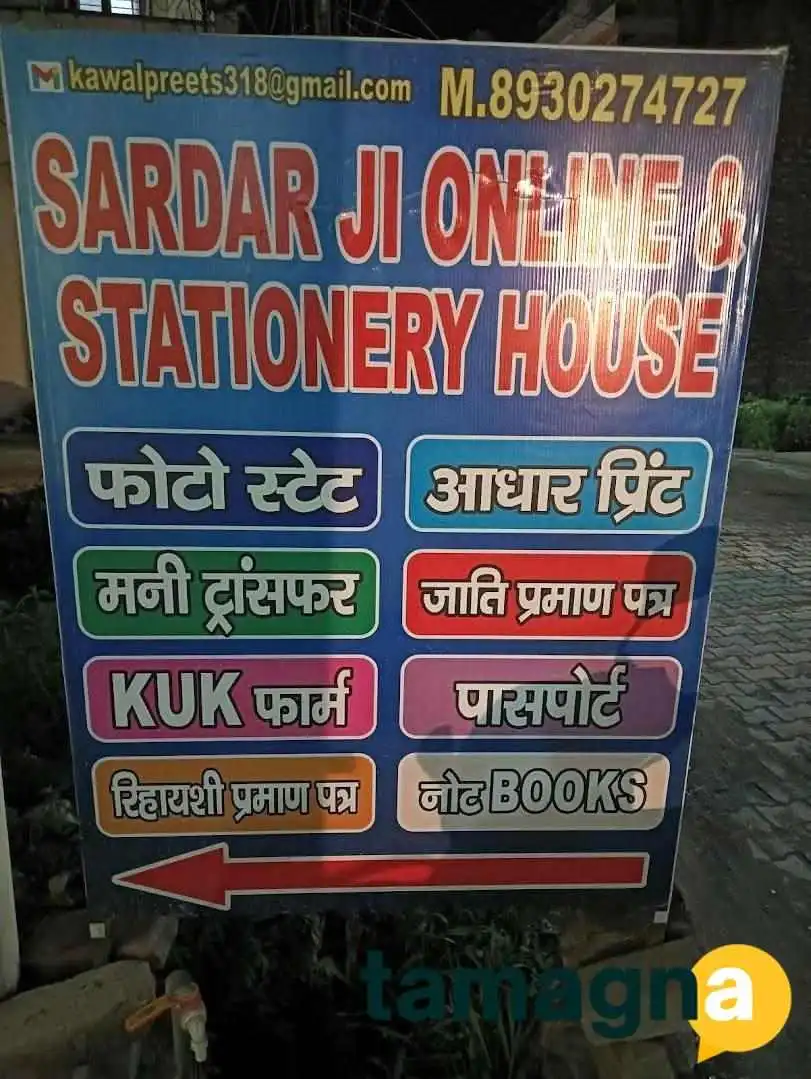 kawalpreets318@gmail.com M.8930274727
SARDAR JI ONLINE &
STATIONERY HOUSE
फोटो स्टेट आधार प्रिंट
मनी ट्रांसफर जाति प्रमाण पत्र
KUK फार्म पासपोर्ट
रिहायशी प्रमाण पत्र नोट BOOKS
tamagna